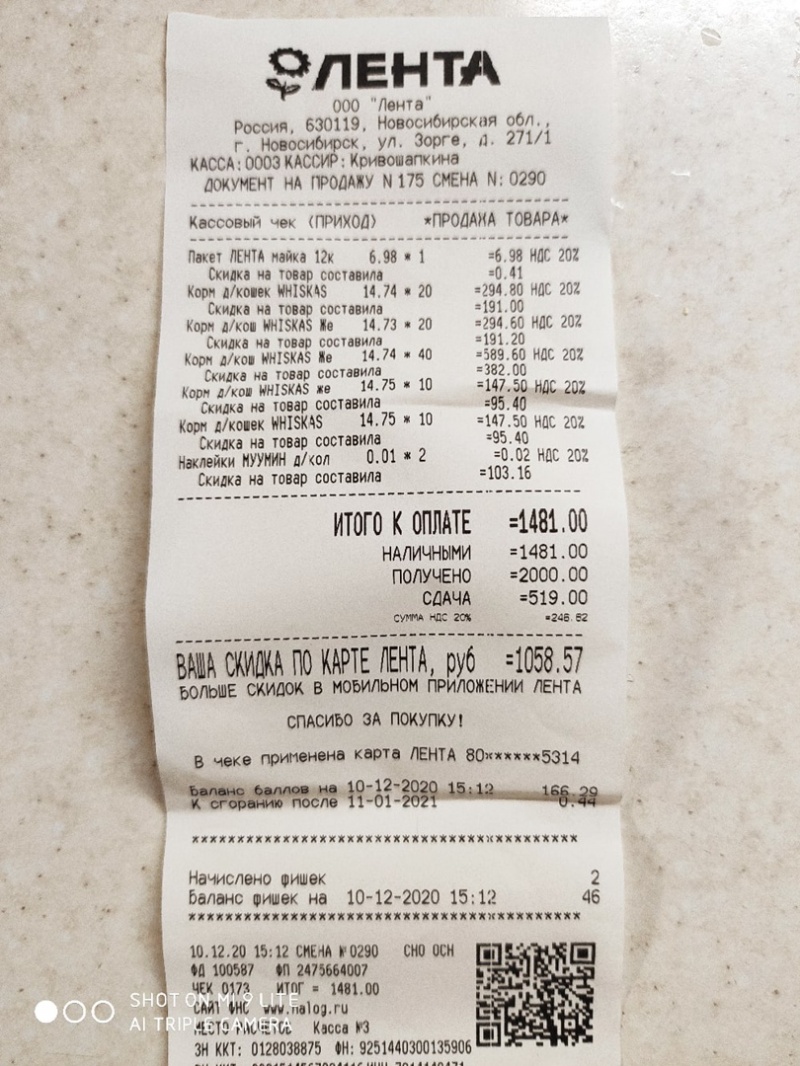 ЛЕНТА
ООО "Лента"
Россия, 630119, Новосибирская обл.,
г. Новосибирск, ул. Зорге, д. 271/1
КАССА:0003 КАССИР: Кривошапкина
ДОКУМЕНТ НА ПРОДАЖУ N 175 СМЕНА N: 0290
Кассовый чек (ПРИХОД) *ПРОДАЖА ТОВАРА*
Пакет ЛЕНТА майка 12к 6.98 * 1 =6.98 НДС 20%
Скидка на товар составила =0.41
Корм д/кошек WHISKAS 14.74 * 20 =294.80 НДС 20%
Скидка на товар составила =191.00
Корм д/кош WHISKAS Же 14.73 * 20 =294.60 НДС 20%
Скидка на товар составила =191.20
Корм д/кош WHISKAS Же 14.74 * 40 =589.60 НДС 20%
Скидка на товар составила =382.00
Корм д/кош WHISKAS же 14.75 * 10 =147.50 НДС 20%
Скидка на товар составила =95.40
Корм д/кошек WHISKAS 14.75 * 10 =147.50 НДС 20%
Скидка на товар составила =95.40
Наклейки МУУМИН д/кол 0.01 * 2 =0.02 НДС 20%
Скидка на товар составила =103.16
ИТОГО К ОПЛАТЕ =1481.00
НАЛИЧНЫМИ =1481.00
ПОЛУЧЕНО =2000.00
СДАЧА =519.00
СУММА НДС 20% =246.82
ВАША СКИДКА ПО КАРТЕ ЛЕНТА, руб =1058.57
БОЛЬШЕ СКИДОК В МОБИЛЬНОМ ПРИЛОЖЕНИИ ЛЕНТА
СПАСИБО ЗА ПОКУПКУ!
В чеке применена карта ЛЕНТА 80*****5314
Баланс баллов на 10-12-2020 15:12 166.29
К сгоранию после 11-01-2021 0.44
Начислено фишек 2
Баланс фишек на 10-12-2020 15:12 46
10.12.20 15:12 СМЕНА №0290 СНО ОСН
ФД 100587 ФП 2475664007
ЧЕК 0173 ИТОГ = 1481.00
САЙТ ФНС www.nalog.ru
МЕСТО РАСЧЕТОВ Касса №3
ЗН ККТ: 0128038875 ФН: 9251440300135906
SHOT ON MI 9 LITE
AI TRIPLE CAMERA